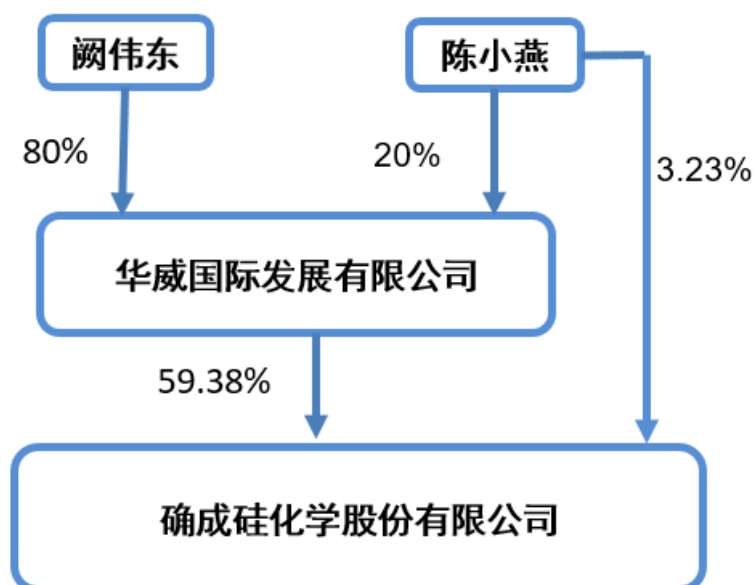 阙伟东
陈小燕
80%
20%
3.23%
华威国际发展有限公司
59.38%
确成硅化学股份有限公司